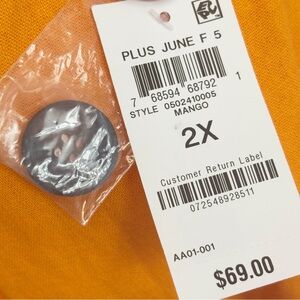 PLUS JUNE F 5
7 68594 68792 1
STYLE 0502410005
MANGO
2X
Customer Return Label
072548928511
AA01-001
$69.00